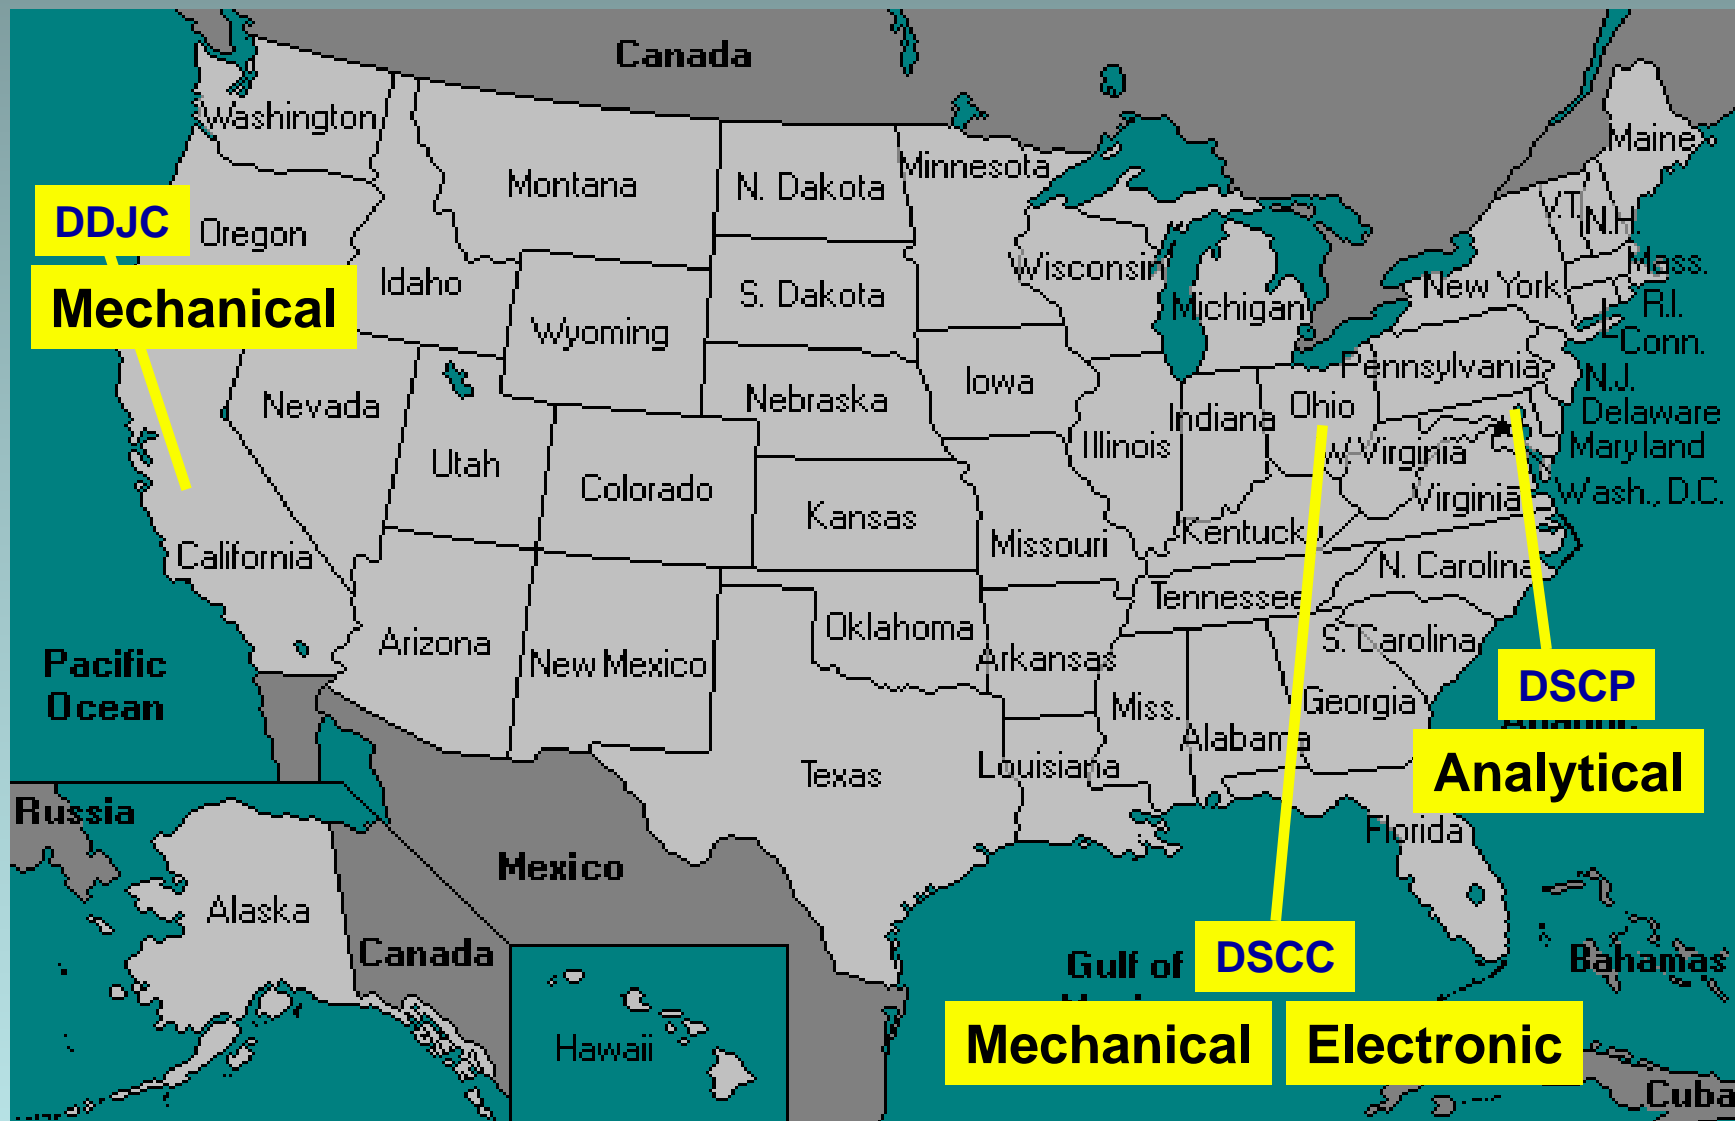 Canada
Washington
Montana
N. Dakota
Minnesota
Maine
DDJC
Oregon
Mechanical
Idaho
S. Dakota
Wisconsin
Michigan
New York
V.T.
N.H.
Mass.
R.I.
Conn.
Wyoming
Nebraska
Iowa
Pennsylvania
N.J.
Nevada
Illinois
Indiana
Ohio
Delaware
Maryland
W.Virginia
Virginia
Wash., D.C.
Utah
Colorado
Kansas
Missouri
Kentucky
California
N. Carolina
Tennessee
Oklahoma
Arkansas
S. Carolina
Arizona
New Mexico
Pacific
Ocean
DSCP
Miss.
Alabama
Georgia
Analytical
Texas
Louisiana
Florida
Russia
Mexico
Alaska
Canada
Gulf of
DSCC
Bahamas
Hawaii
Mechanical
Electronic
Cuba